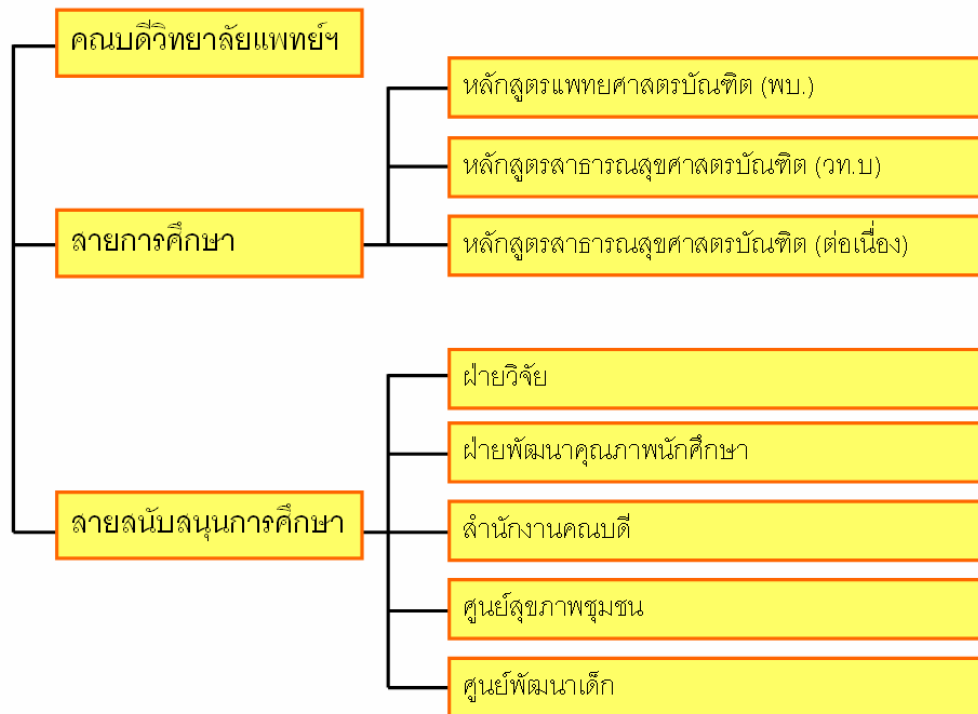 คณบดีวิทยาลัยแพทย์ฯ
สายการศึกษา
หลักสูตรแพทยศาสตรบัณฑิต (พบ.)
หลักสูตรสาธารณสุขศาสตรบัณฑิต (วท.บ)
หลักสูตรสาธารณสุขศาสตรบัณฑิต (ต่อเนื่อง)
สายสนับสนุนการศึกษา
ฝ่ายวิจัย
ฝ่ายพัฒนาคุณภาพนักศึกษา
สำนักงานคณบดี
ศูนย์สุขภาพชุมชน
ศูนย์พัฒนาเด็ก